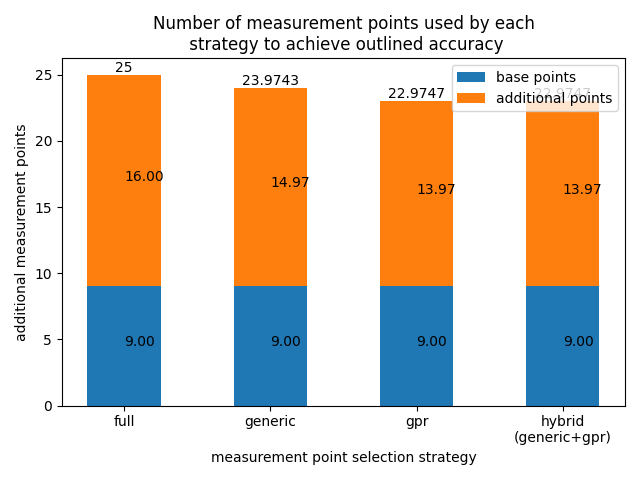 Number of measurement points used by each
strategy to achieve outlined accuracy
base points
additional points
25
23.9743
22.9747
22.9747
16.00
14.97
13.97
13.97
9.00
9.00
9.00
9.00
additional measurement points
25
20
15
10
5
0
full
generic
gpr
hybrid
(generic+gpr)
measurement point selection strategy